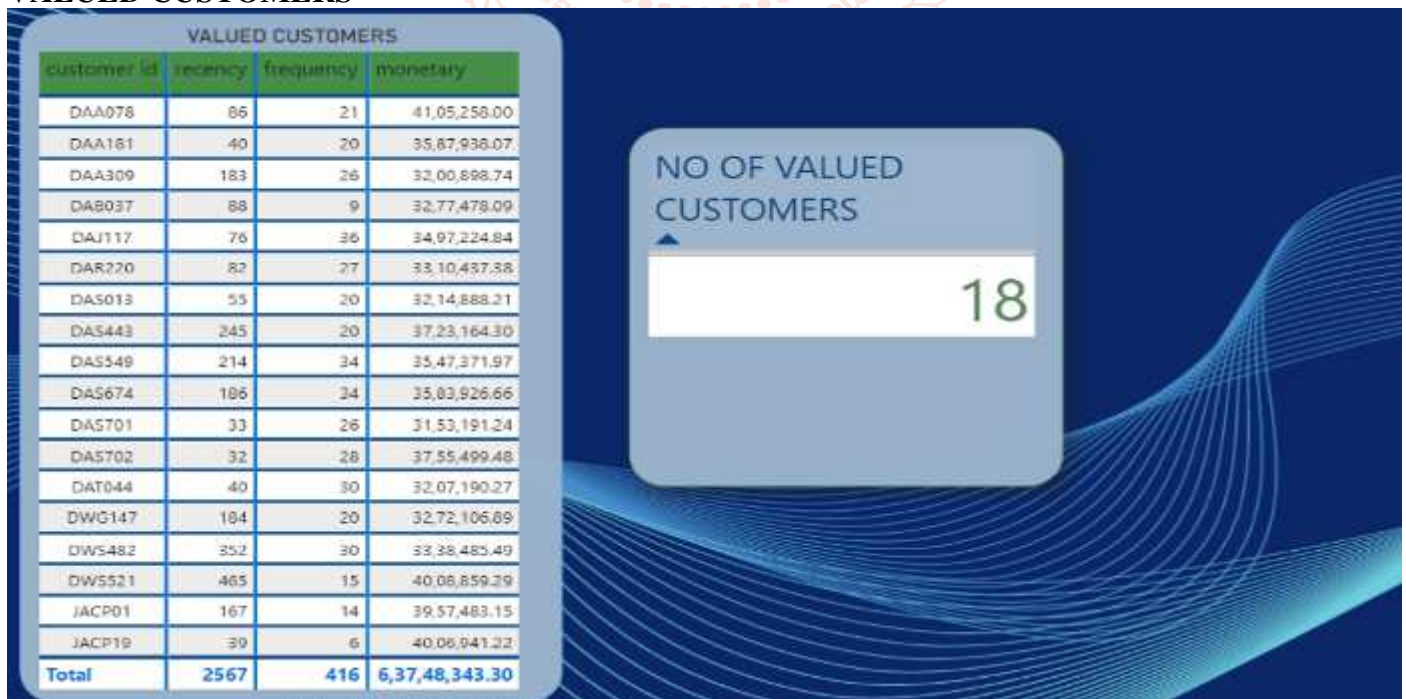 VALUED CUSTOMERS
VALUED CUSTOMERS
customer id recency frequency monetary
DAA078 86 21 41,05,258.00
DAA181 40 20 35,87,938.07
DAA309 183 26 32,00,898.74
DAB037 88 9 32,77,478.09
DAJ117 76 36 34,97,224.84
DAR220 82 27 33,10,437.38
DAS013 55 20 32,14,888.21
DAS443 245 20 37,23,164.30
DAS549 214 34 35,47,371.97
DAS674 186 34 35,83,926.66
DAS701 33 26 31,53,191.24
DAS702 32 28 37,55,499.48
DAT044 40 30 32,07,190.27
DWG147 184 20 32,72,106.89
DWS482 352 30 33,38,485.49
DWS521 465 15 40,08,859.29
JACP01 167 14 39,57,483.15
JACP19 39 6 40,06,941.22
Total 2567 416 6,37,48,343.30
NO OF VALUED
CUSTOMERS
18